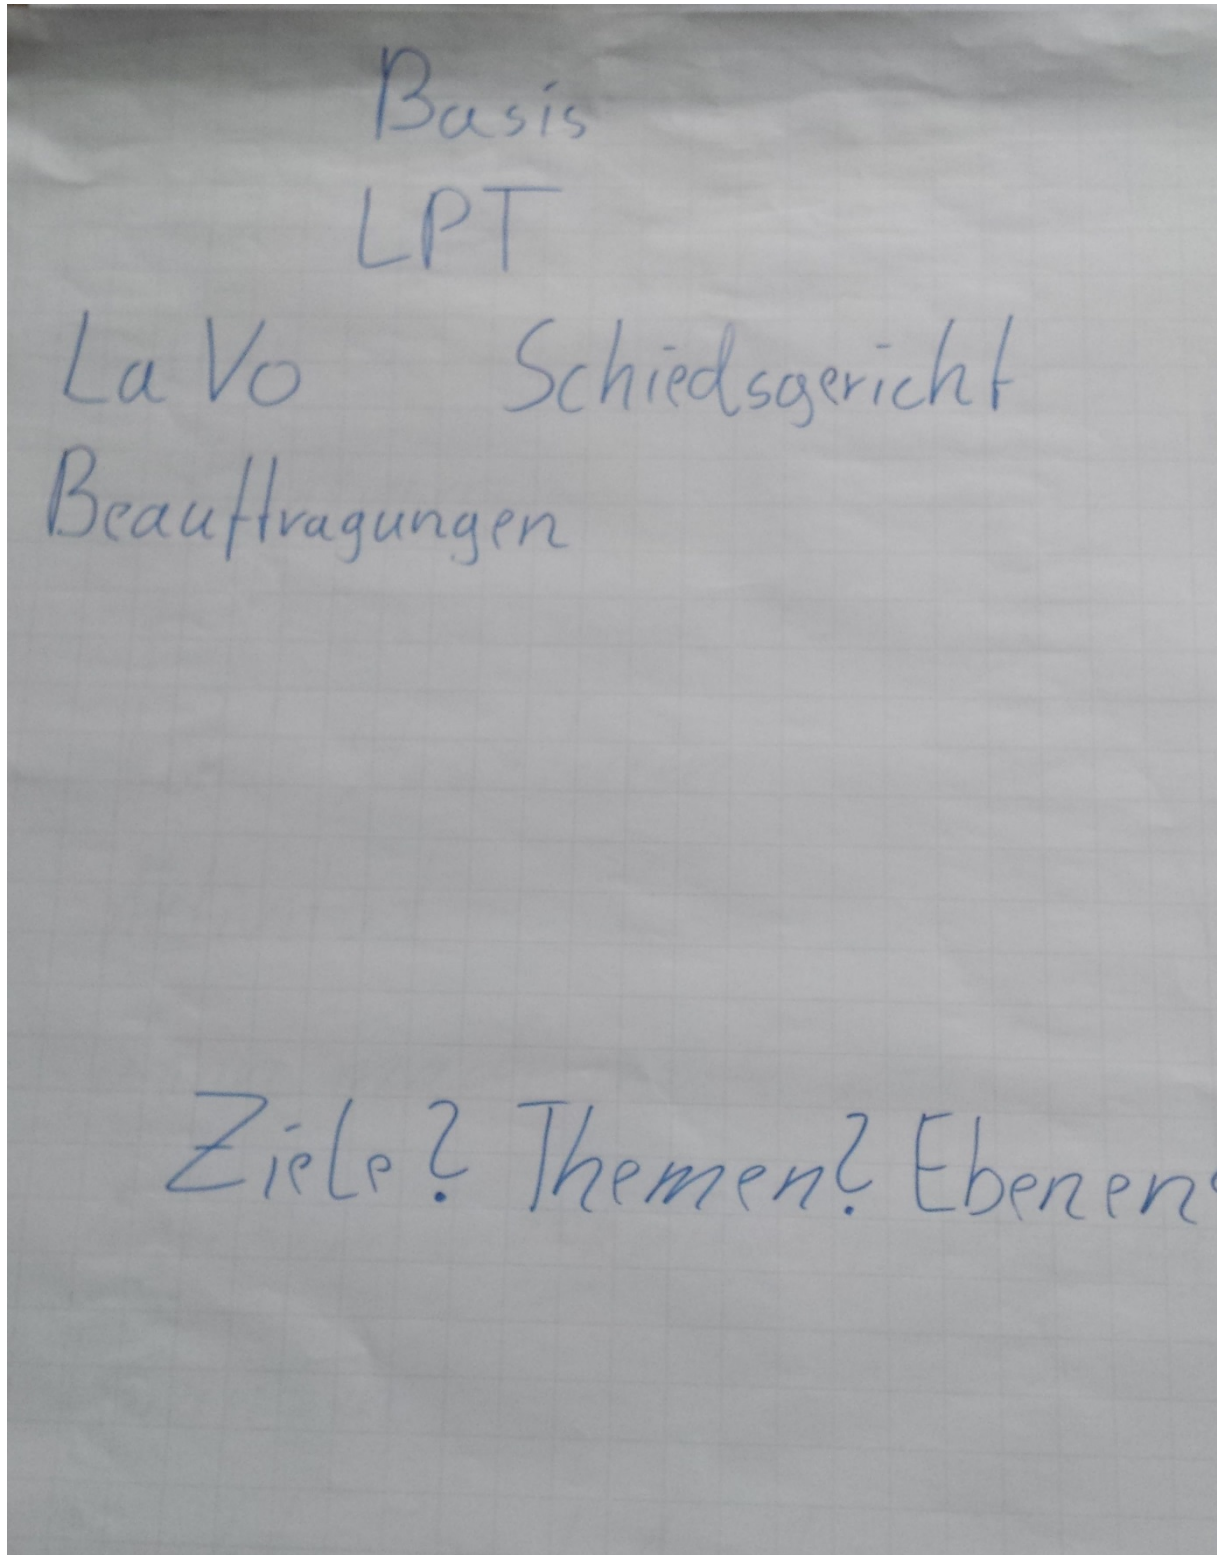 Basis
LPT
LaVo Schiedsgericht
Beauftragungen
Ziele? Themen? Ebenen?